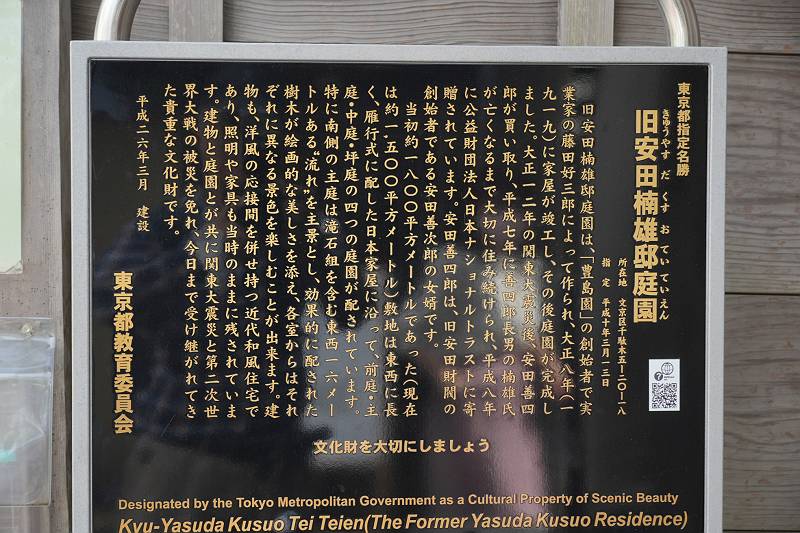 東京都指定名勝
きゅうやす だ くす お てい ていえん
旧安田楠雄邸庭園
所在地 文京区千駄木五−二〇−一八
指 定 平成十年三月一三日
旧安田楠雄邸庭園は、「豊島園」の創始者で実
業家の藤田好三郎によって作られ、大正八年(一
九一九)に家屋が竣工し、その後庭園が完成し
ました。大正一二年の関東大震災後、安田善四
郎が買い取り、平成七年に善四郎長男の楠雄氏
が亡くなるまで大切に住み続けられ、平成八年
に公益財団法人日本ナショナルトラストに寄
贈されています。安田善四郎は、旧安田財閥の
創始者である安田善次郎の女婿です。
当初約一八〇〇平方メートルであった(現在
は約一,五〇〇平方メートル)敷地は東西に長
く、雁行式に配した日本家屋に沿って、前庭・主
庭・中庭・坪庭の四つの庭園が配されています。
特に南側の主庭は滝石組を含む東西一六メー
トルある“流れ”を主景とし、効果的に配された
樹木が絵画的な美しさを添え、各室からはそれ
ぞれに異なる景色を楽しむことが出来ます。建
物も、洋風の応接間を併せ持つ近代和風住宅で
あり、照明や家具も当時のままに残されていま
す。建物と庭園とが共に関東大震災と第二次世
界大戦の被災を免れ、今日まで受け継がれてき
た貴重な文化財です。
平成二六年三月 建設
東京都教育委員会
文化財を大切にしましょう
Designated by the Tokyo Metropolitan Government as a Cultural Property of Scenic Beauty
Kyu-Yasuda Kusuo Tei Teien(The Former Yasuda Kusuo Residence)